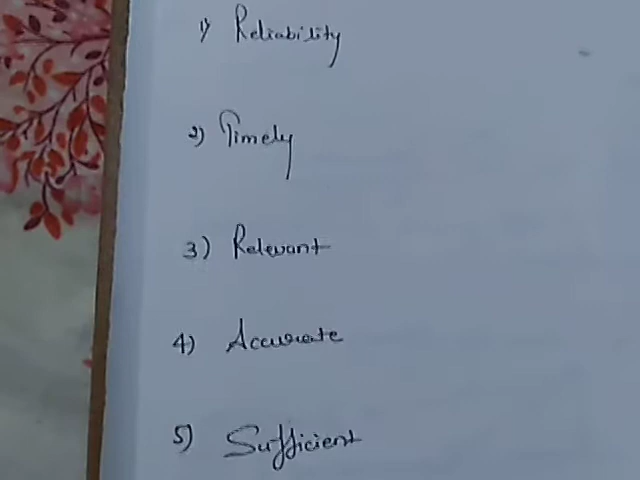 1) Reliability
2) Timely
3) Relevant
4) Accurate
5) Sufficient